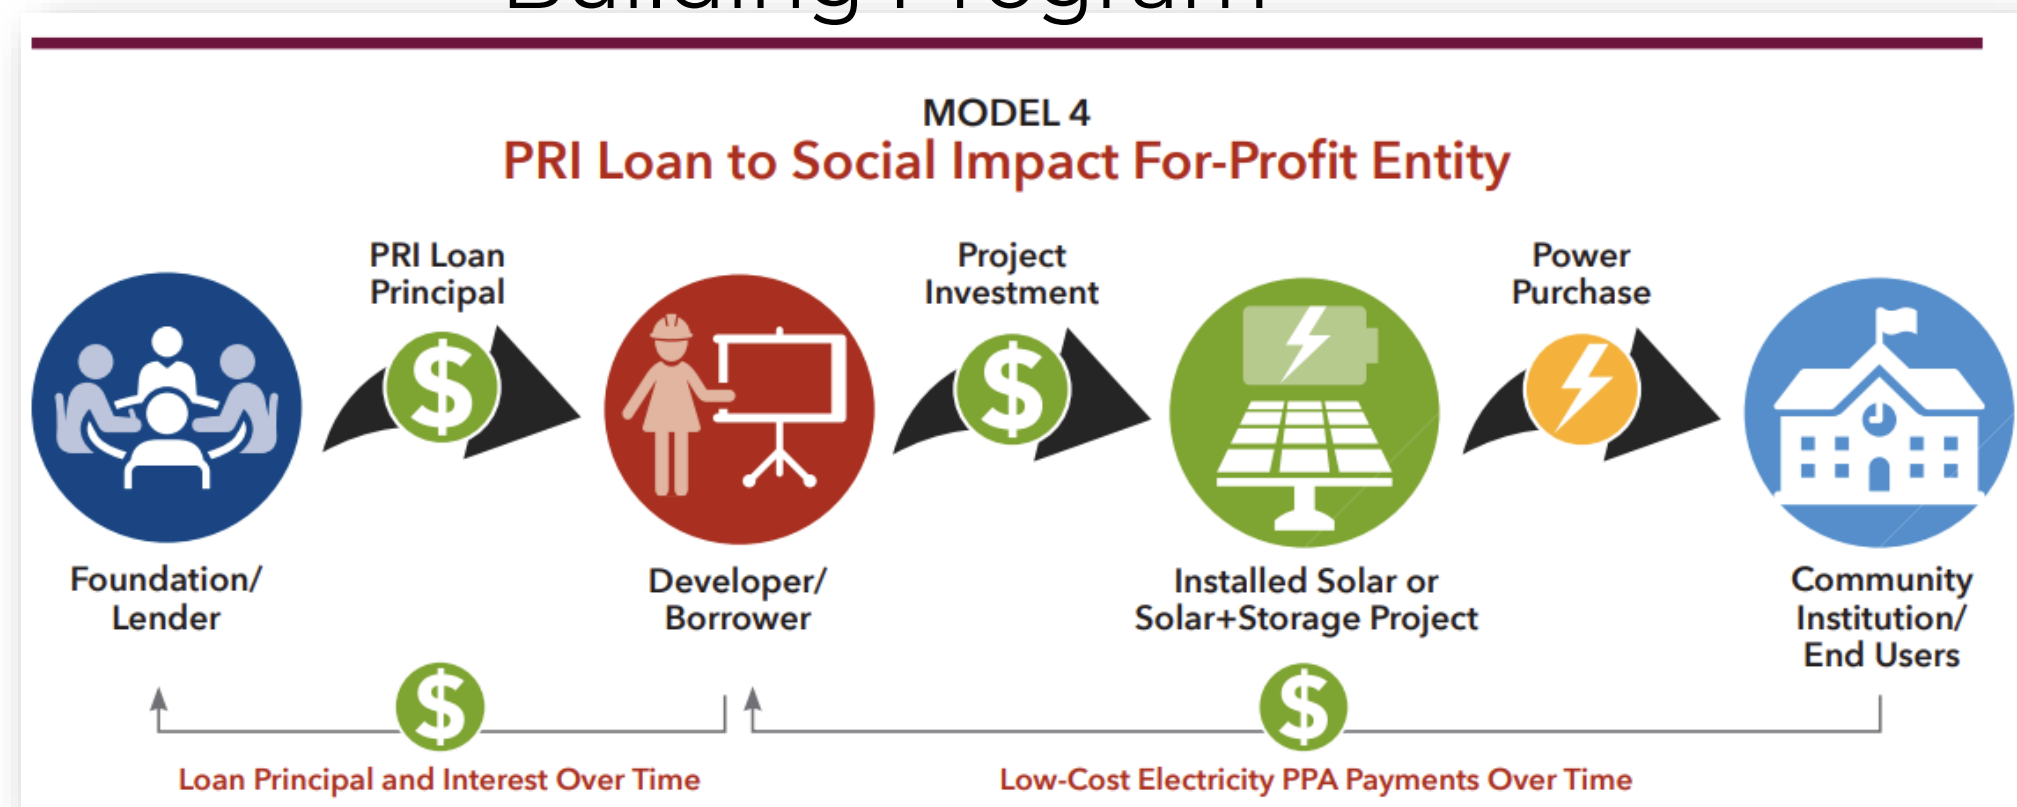 Building Program
MODEL 4
PRI Loan to Social Impact For-Profit Entity
PRI Loan
Principal
Project
Investment
Power
Purchase
$
$
Foundation/
Lender
Developer/
Borrower
Installed Solar or
Solar+Storage Project
Community
Institution/
End Users
$
$
Loan Principal and Interest Over Time
Low-Cost Electricity PPA Payments Over Time